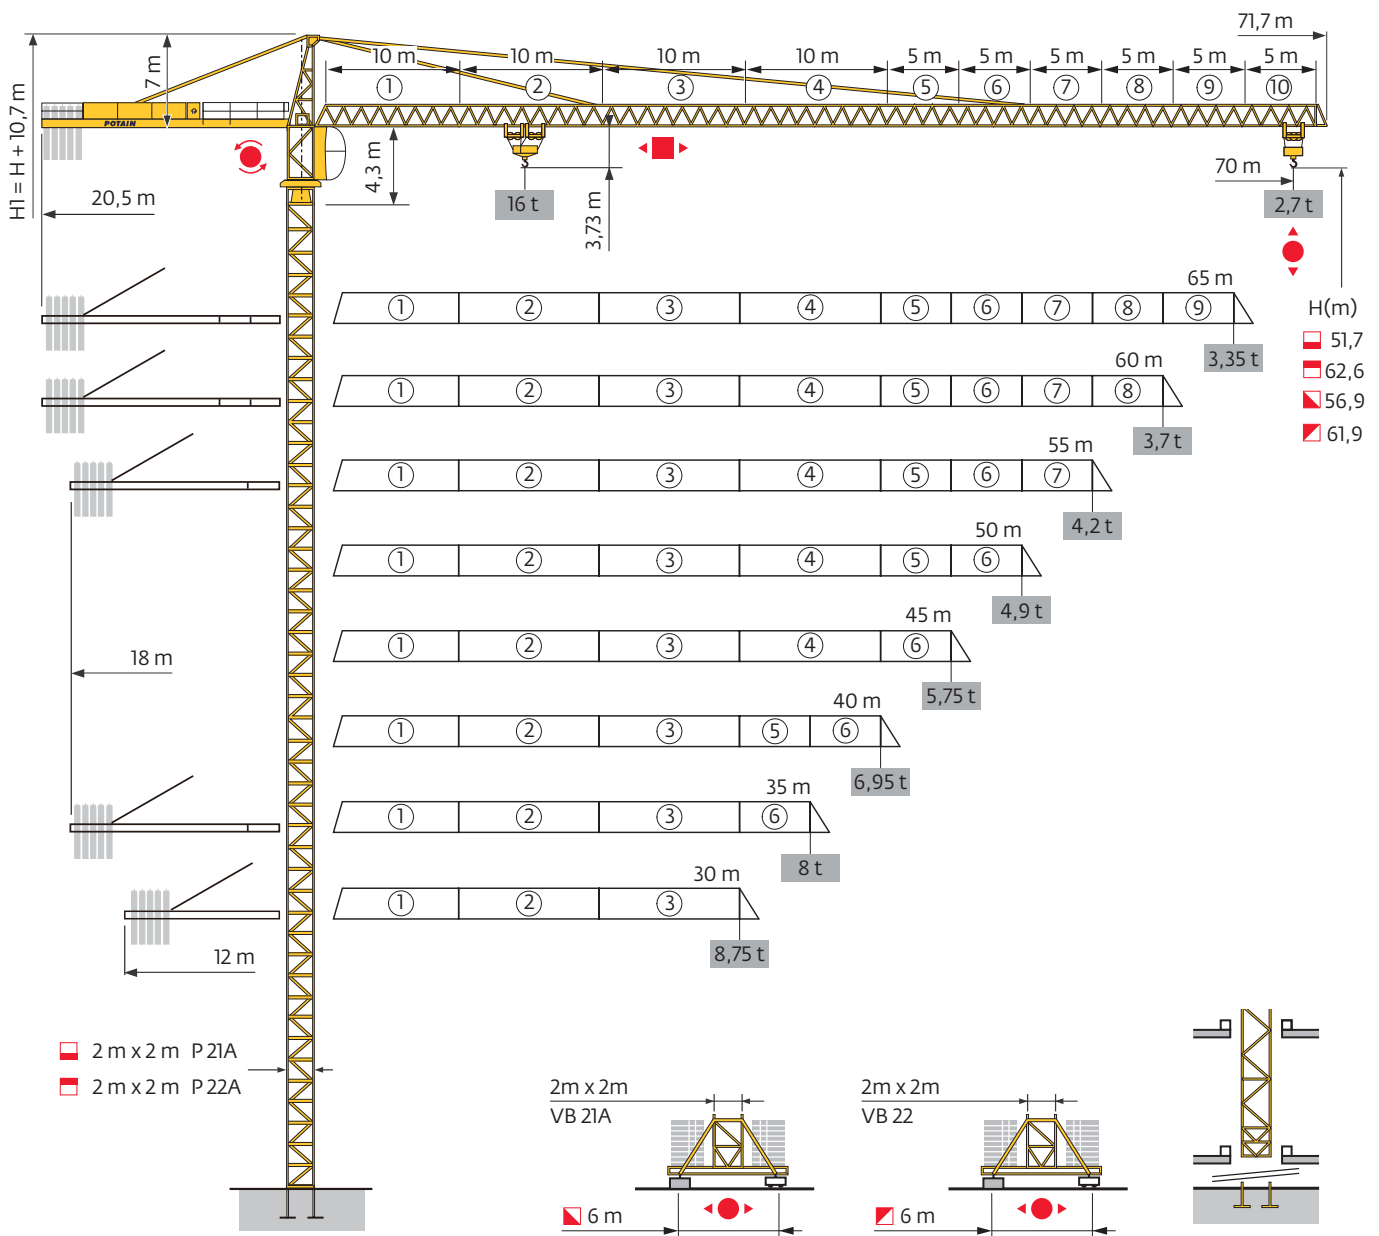 71,7 m
10 m 10 m 10 m 10 m 5 m 5 m 5 m 5 m 5 m 5 m
1 2 3 4 5 6 7 8 9 10
7 m
H1 = H + 10,7 m
POTAIN
4,3 m
3,73 m
20,5 m
16 t
70 m
2,7 t
65 m
1 2 3 4 5 6 7 8 9
3,35 t
H(m)
51,7
62,6
56,9
61,9
60 m
1 2 3 4 5 6 7 8
3,7 t
55 m
1 2 3 4 5 6 7
4,2 t
50 m
1 2 3 4 5 6
4,9 t
18 m
45 m
1 2 3 4 6
5,75 t
40 m
1 2 3 5 6
6,95 t
35 m
1 2 3 6
8 t
30 m
1 2 3
8,75 t
12 m
2 m x 2 m P 21A
2 m x 2 m P 22A
2m x 2m
VB 21A
6 m
2m x 2m
VB 22
6 m